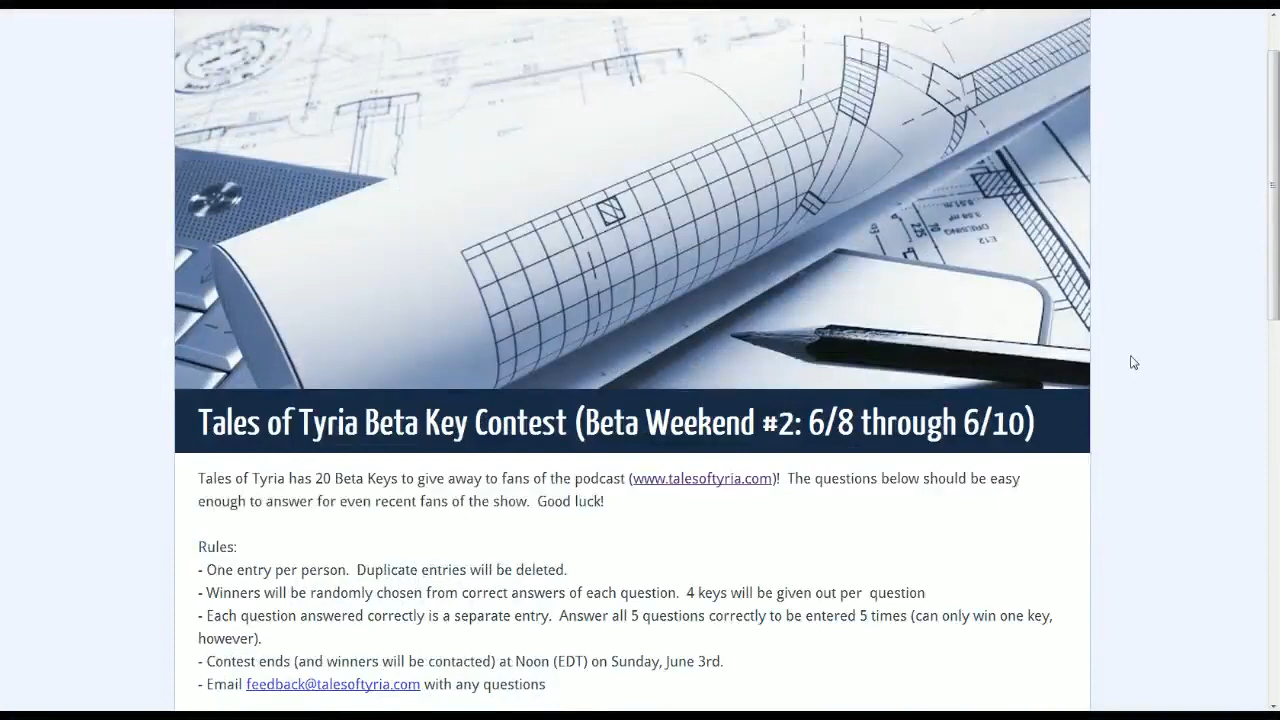 Tales of Tyria Beta Key Contest (Beta Weekend #2: 6/8 through 6/10)
Tales of Tyria has 20 Beta Keys to give away to fans of the podcast (www.talesoftyria.com)!  The questions below should be easy
enough to answer for even recent fans of the show.  Good luck!
Rules:
- One entry per person.  Duplicate entries will be deleted.
- Winners will be randomly chosen from correct answers of each question.  4 keys will be given out per  question
- Each question answered correctly is a separate entry.  Answer all 5 questions correctly to be entered 5 times (can only win one key,
however).
- Contest ends (and winners will be contacted) at Noon (EDT) on Sunday, June 3rd.
- Email feedback@talesoftyria.com with any questions